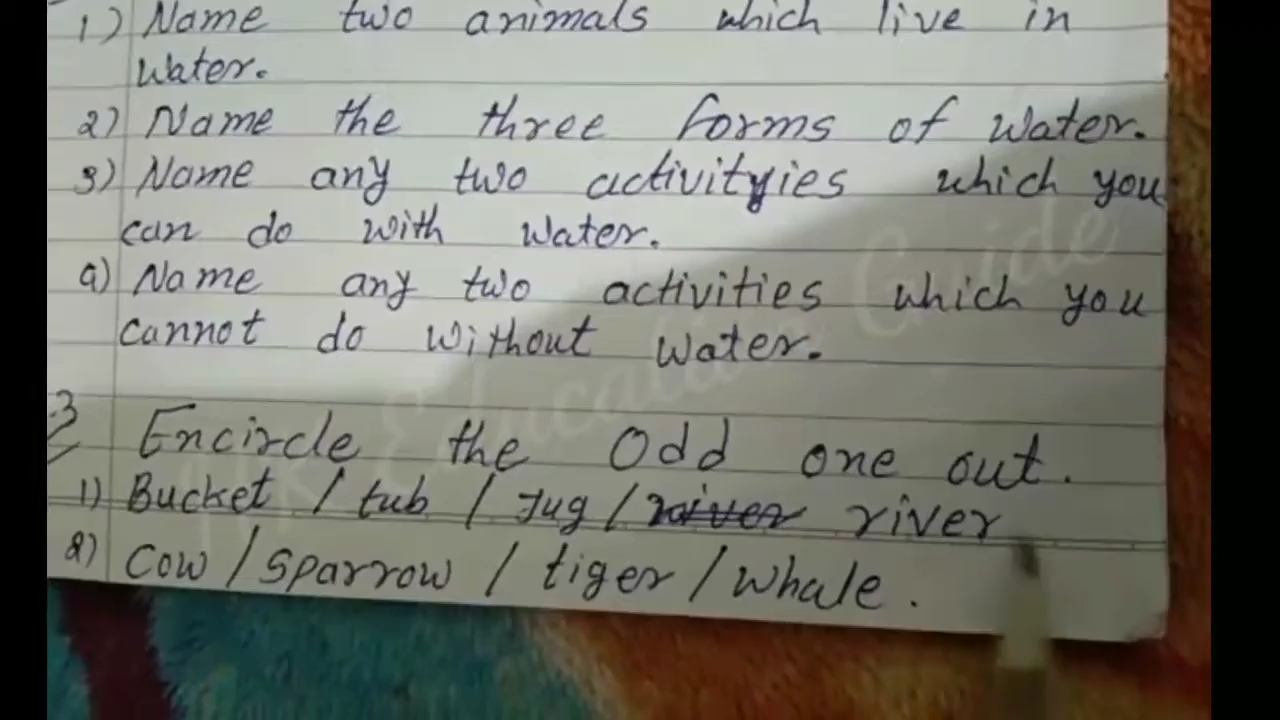 1) Name two animals which live in
Water.
2) Name the three forms of water.
3) Name any two activityies which you
can do with water.
4) Name any two activities which you
cannot do without water.
3
Encircle the Odd one out.
1) Bucket / tub / Jug / river river
2) Cow / Sparrow / tiger / whale.
Education Guide